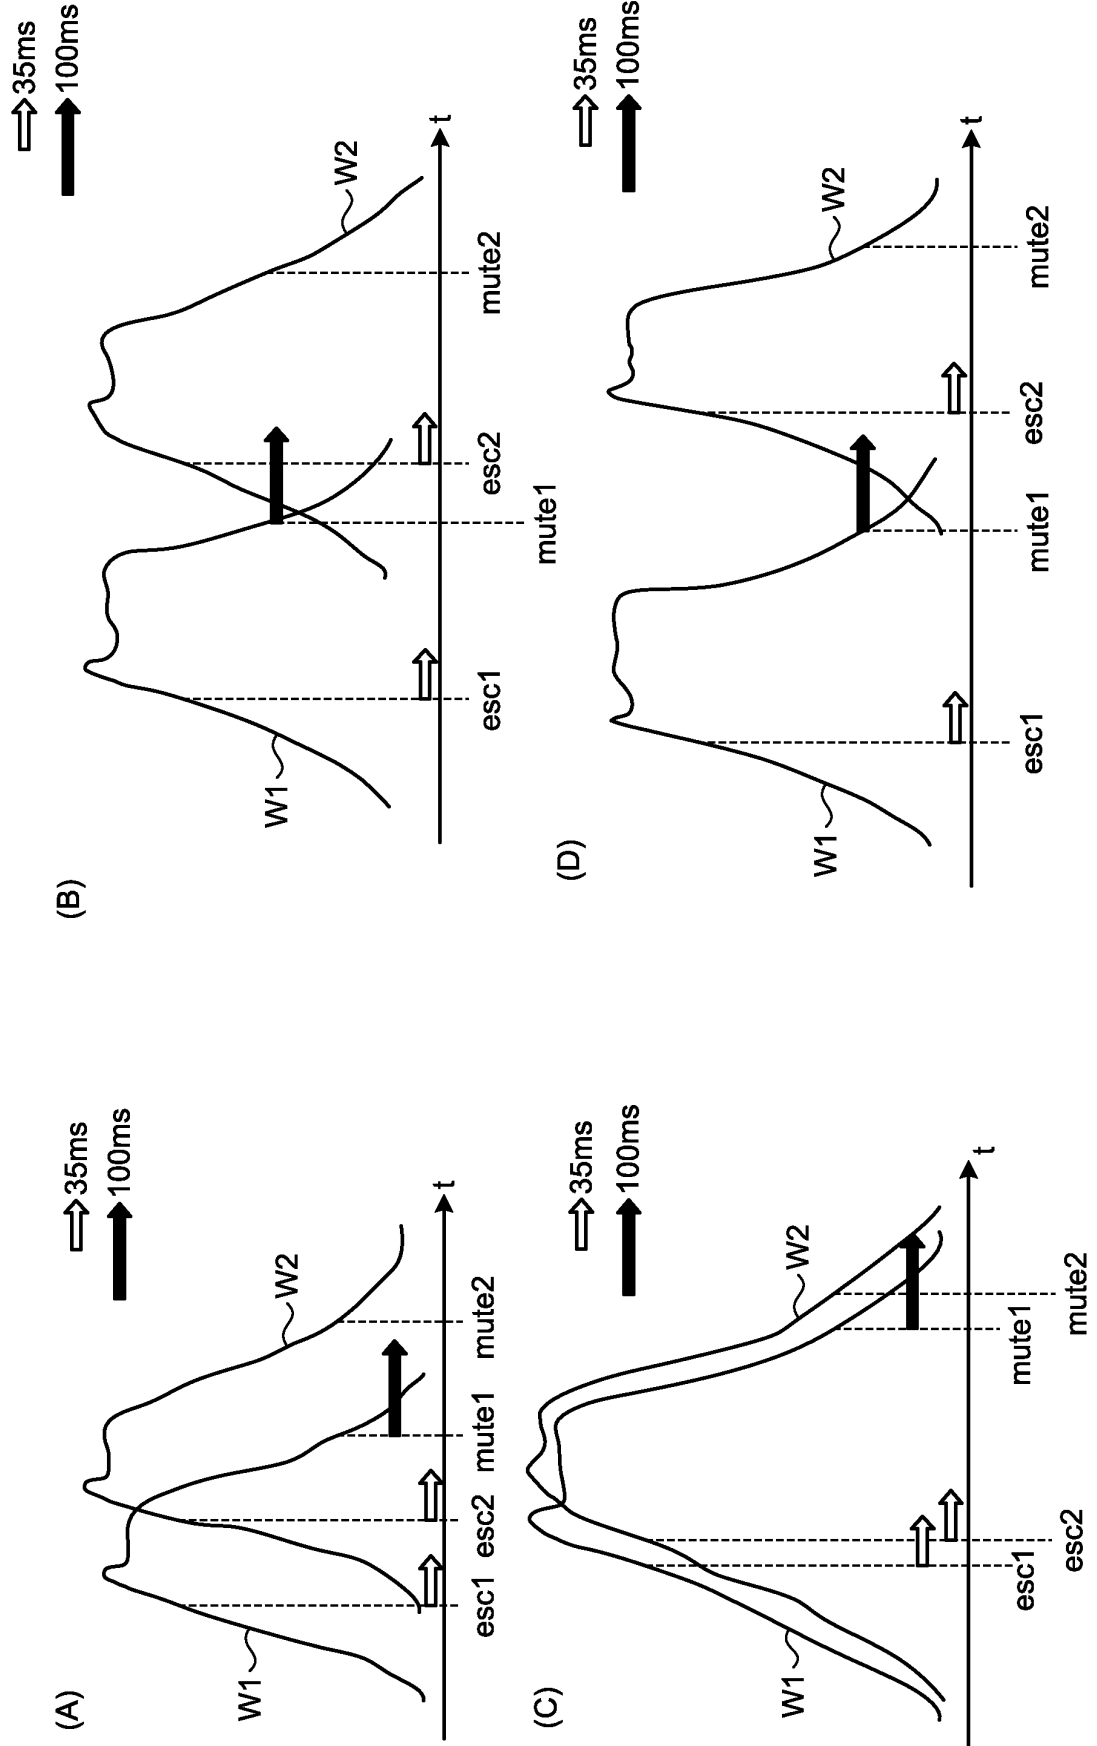 (A)
35ms
100ms
W1
W2
t
esc1 esc2 mute1 mute2
(B)
35ms
100ms
W1
W2
t
esc1 esc2 mute2
mute1
(C)
35ms
100ms
W1
W2
t
esc1 mute1
esc2 mute2
(D)
35ms
100ms
W1
W2
t
esc1 mute1 esc2 mute2